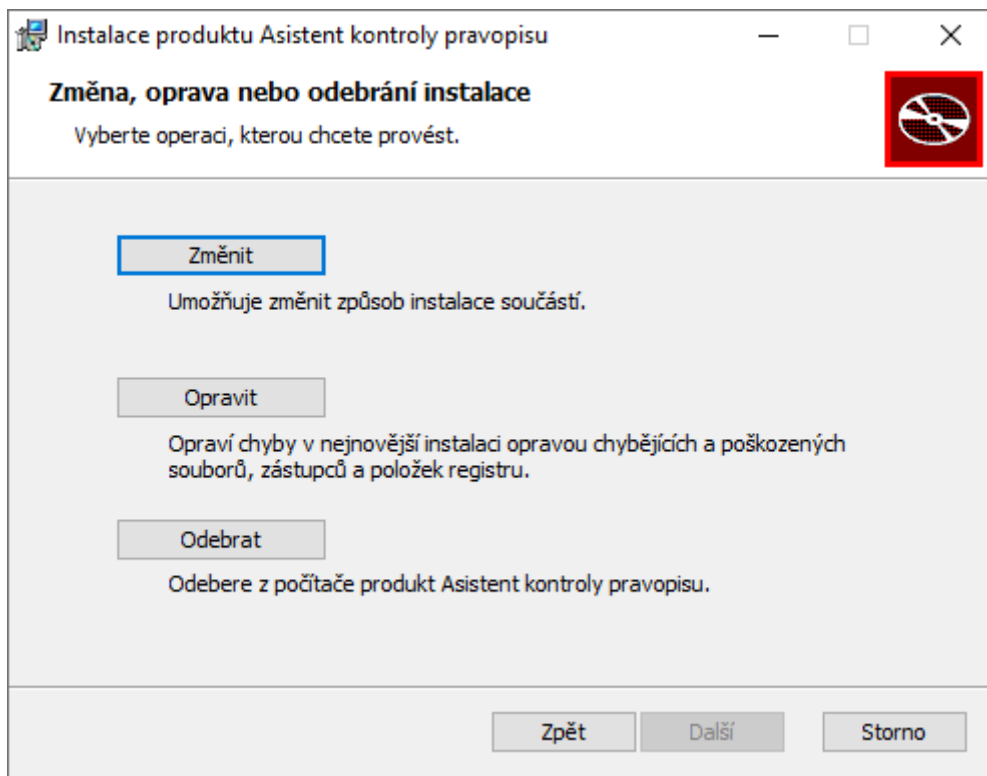 Instalace produktu Asistent kontroly pravopisu
Změna, oprava nebo odebrání instalace
Vyberte operaci, kterou chcete provést.
Změnit
Umožňuje změnit způsob instalace součástí.
Opravit
Opraví chyby v nejnovější instalaci opravou chybějících a poškozených
souborů, zástupců a položek registru.
Odebrat
Odebere z počítače produkt Asistent kontroly pravopisu.
Zpět
Další
Storno